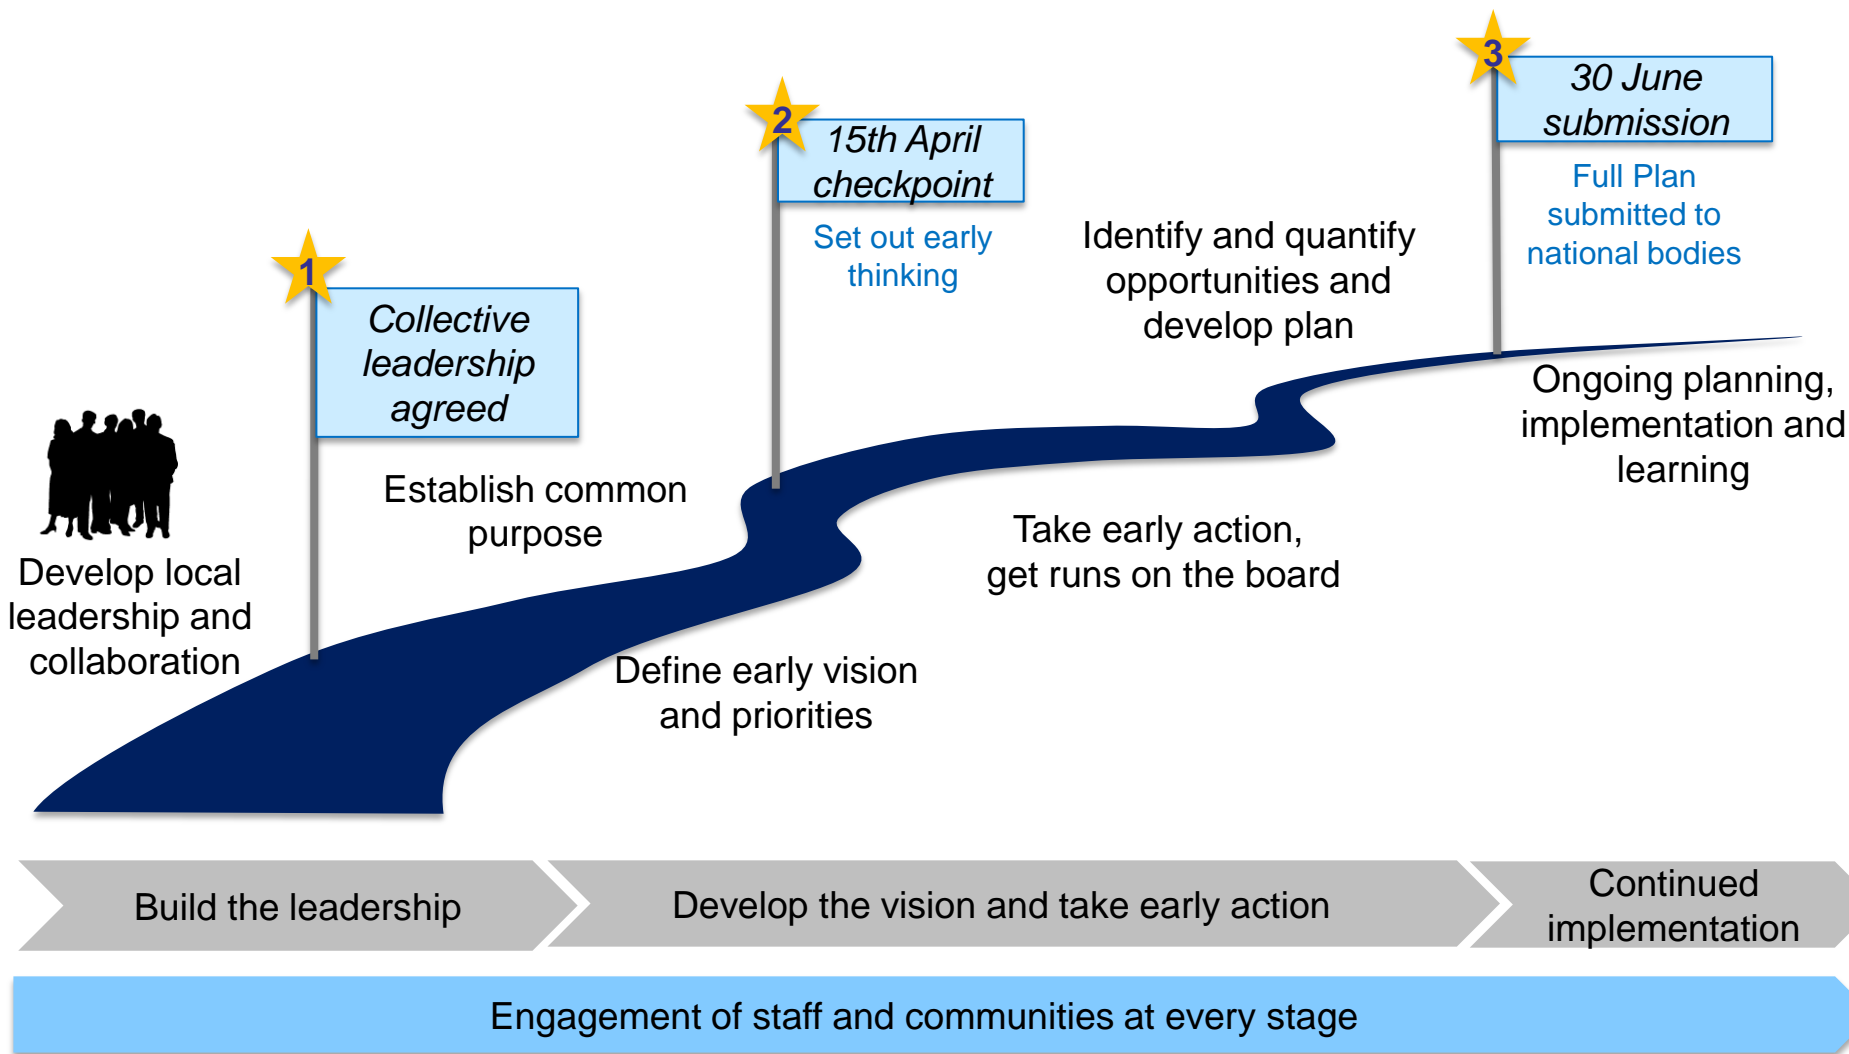 1
Collective
leadership
agreed
2
15th April
checkpoint
Set out early
thinking
3
30 June
submission
Full Plan
submitted to
national bodies
Develop local
leadership and
collaboration
Establish common
purpose
Define early vision
and priorities
Identify and quantify
opportunities and
develop plan
Take early action,
get runs on the board
Ongoing planning,
implementation and
learning
Build the leadership
Develop the vision and take early action
Continued
implementation
Engagement of staff and communities at every stage